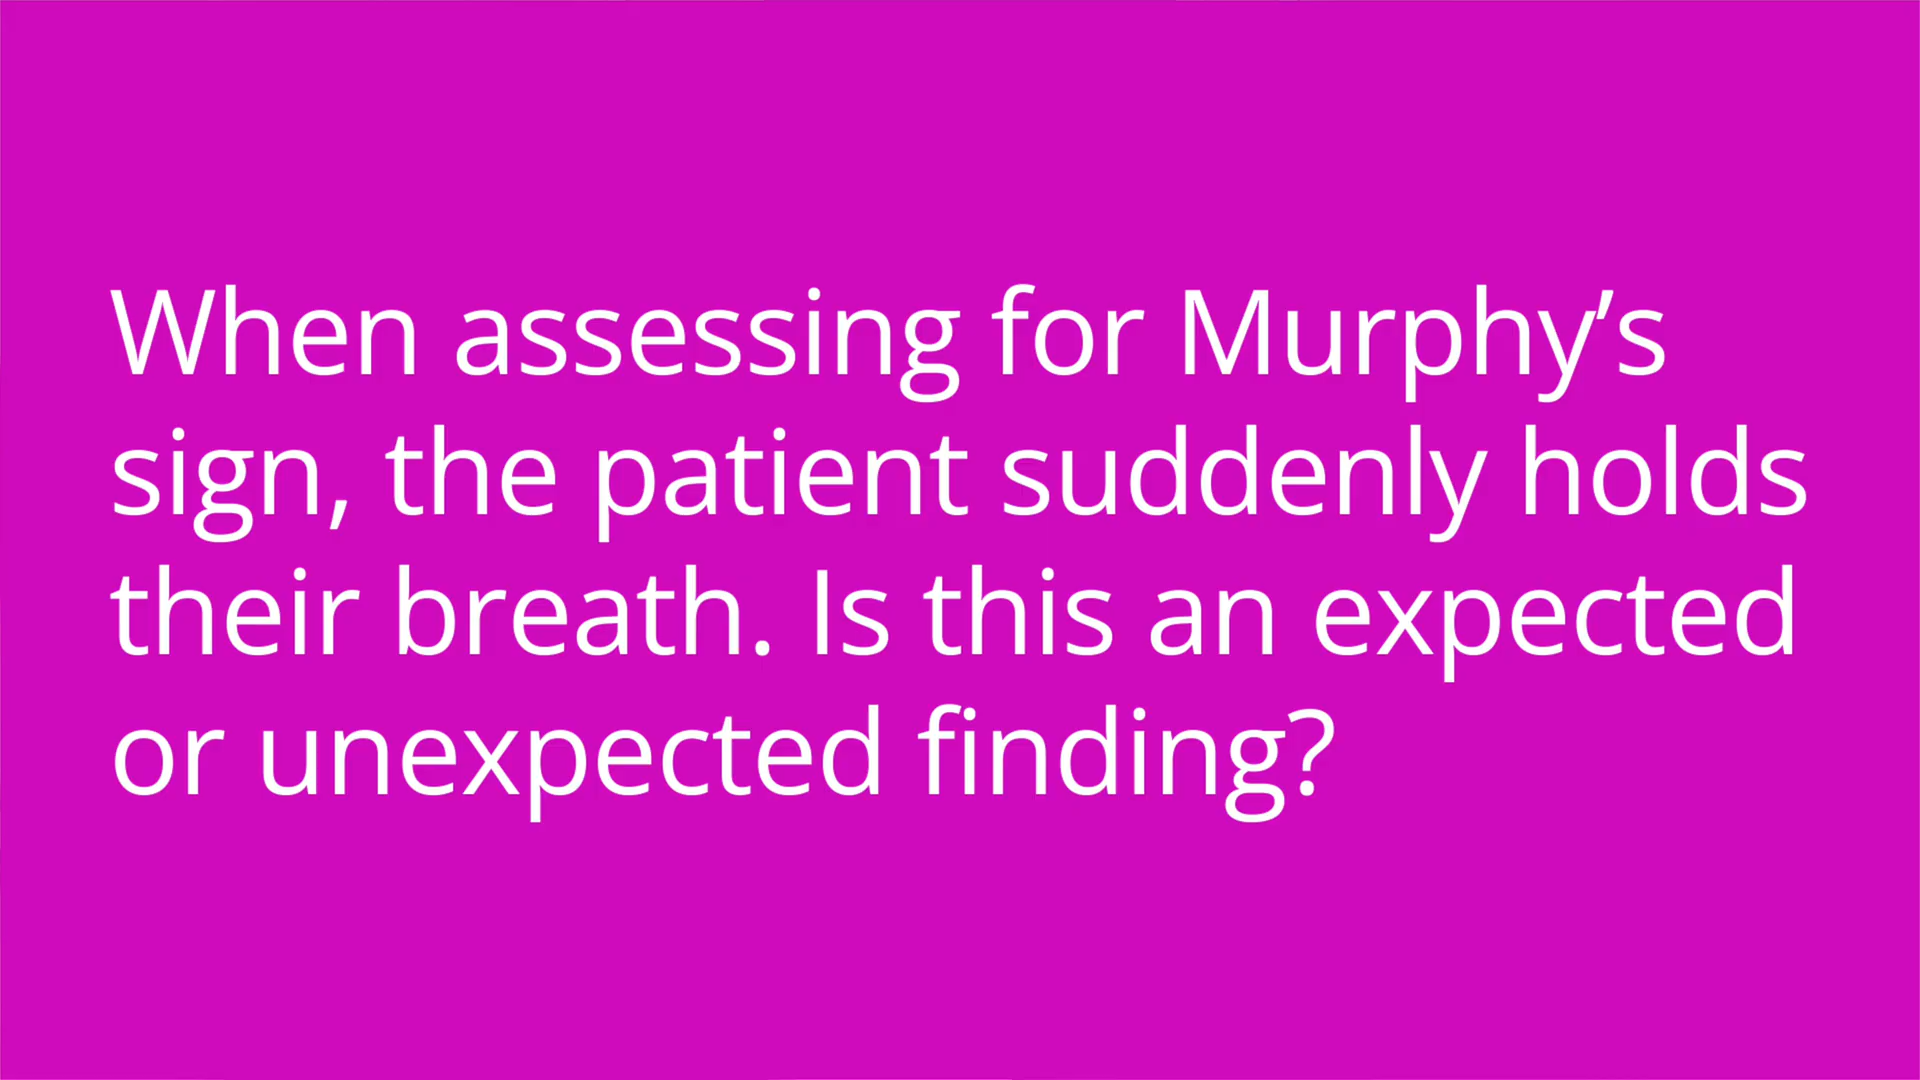 When assessing for Murphy’s
sign, the patient suddenly holds
their breath. Is this an expected
or unexpected finding?